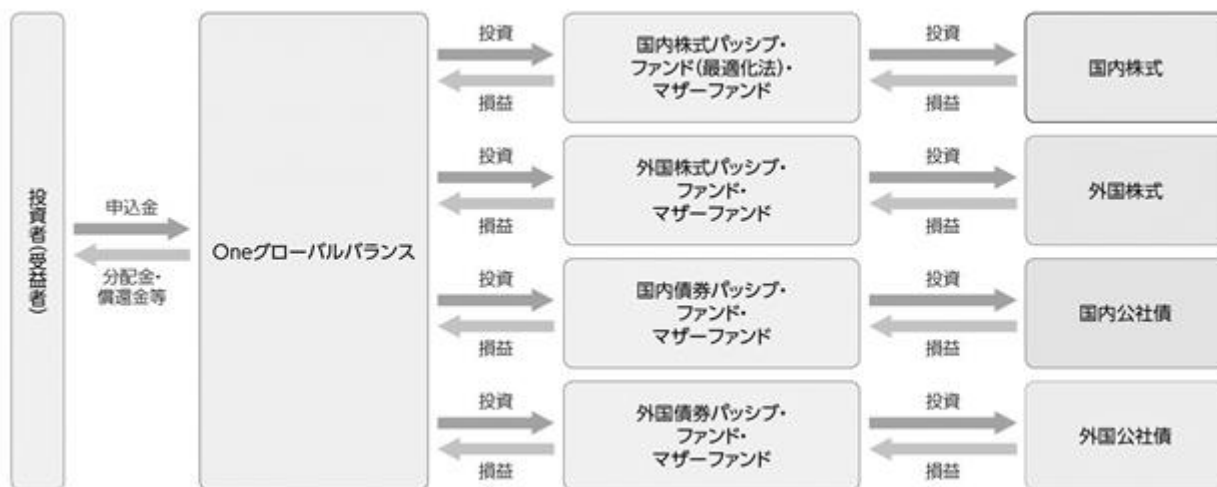 投資者(受益者)
申込金
分配金・
償還金等
Oneグローバルバランス
投資
損益
国内株式パッシブ・
ファンド(最適化法)・
マザーファンド
投資
損益
国内株式
投資
損益
外国株式パッシブ・
ファンド・
マザーファンド
投資
損益
外国株式
投資
損益
国内債券パッシブ・
ファンド・
マザーファンド
投資
損益
国内公社債
投資
損益
外国債券パッシブ・
ファンド・
マザーファンド
投資
損益
外国公社債